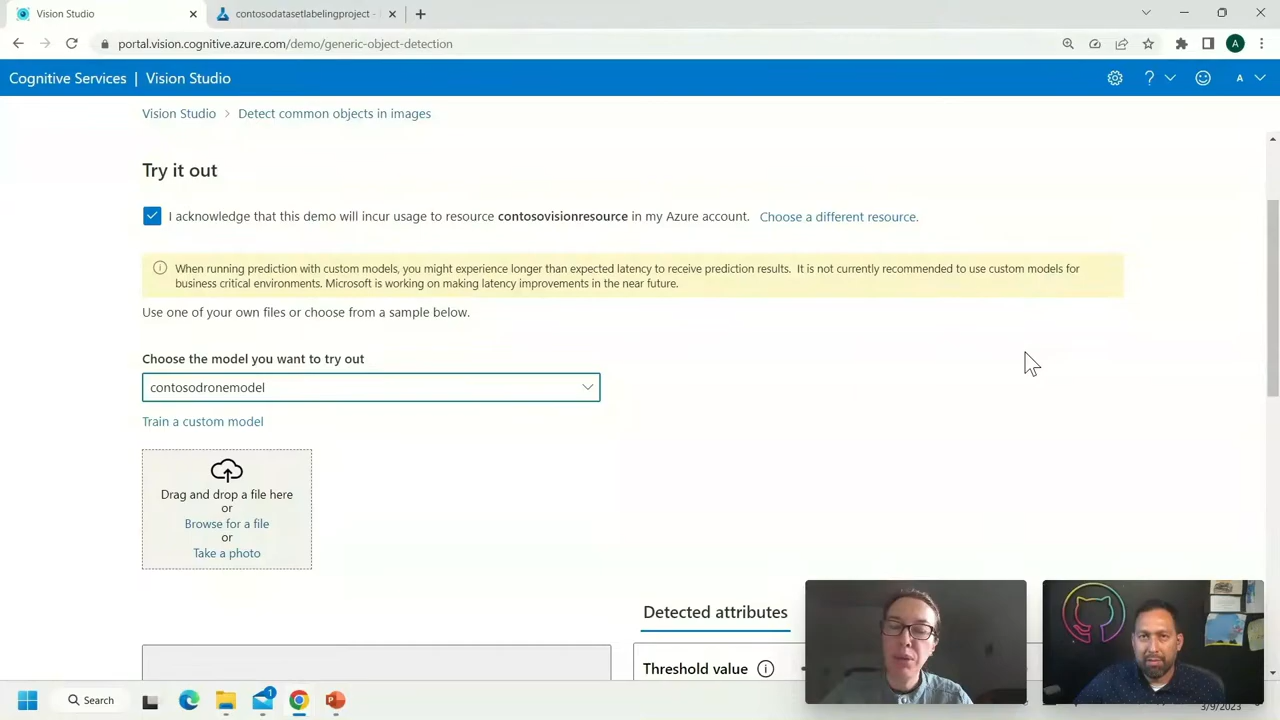 Vision Studio
contosodatasetlabelingproject -
portal.vision.cognitive.azure.com/demo/generic-object-detection
A
Cognitive Services | Vision Studio
A
Vision Studio > Detect common objects in images
Try it out
I acknowledge that this demo will incur usage to resource contosovisionresource in my Azure account. Choose a different resource.
When running prediction with custom models, you might experience longer than expected latency to receive prediction results. It is not currently recommended to use custom models for
business critical environments. Microsoft is working on making latency improvements in the near future.
Use one of your own files or choose from a sample below.
Choose the model you want to try out
contosodronemodel
Train a custom model
Drag and drop a file here
or
Browse for a file
or
Take a photo
Detected attributes
Threshold value
Search
1
3/9/2023